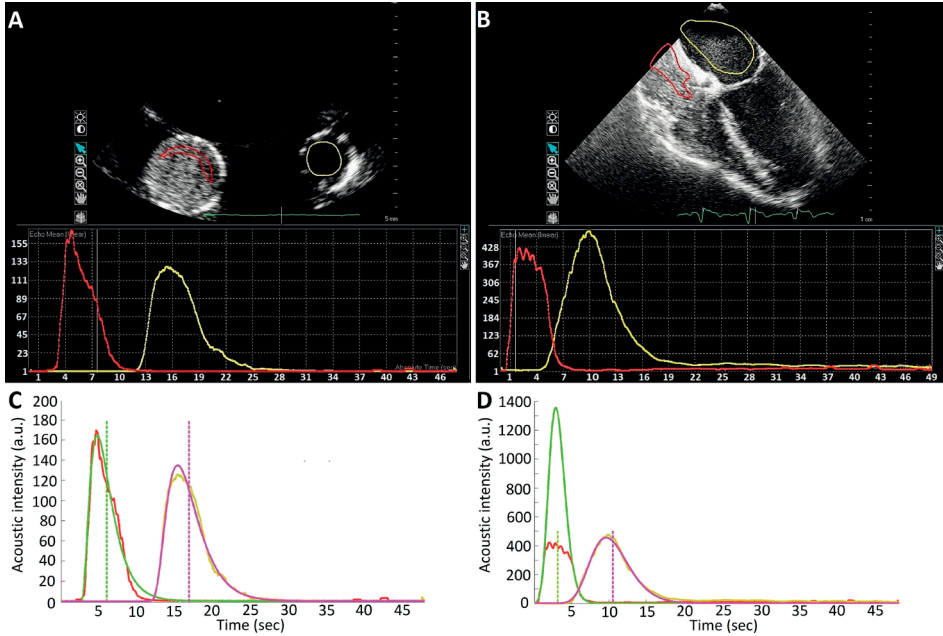 A
5 mm
Echo Mean (linear)
155
133
111
89
67
45
23
1
Absolute Time (sec)
1 4 7 10 13 16 19 22 25 28 31 34 37 40 43
B
1 cm
Echo Mean (linear)
428
367
306
245
184
123
62
1
1 4 7 10 13 16 19 22 25 28 31 34 37 40 43 46 49
C
Acoustic intensity (a.u.)
200
180
160
140
120
100
80
60
40
20
0
5 10 15 20 25 30 35 40 45
Time (sec)
D
Acoustic intensity (a.u.)
1400
1200
1000
800
600
400
200
0
5 10 15 20 25 30 35 40 45
Time (sec)